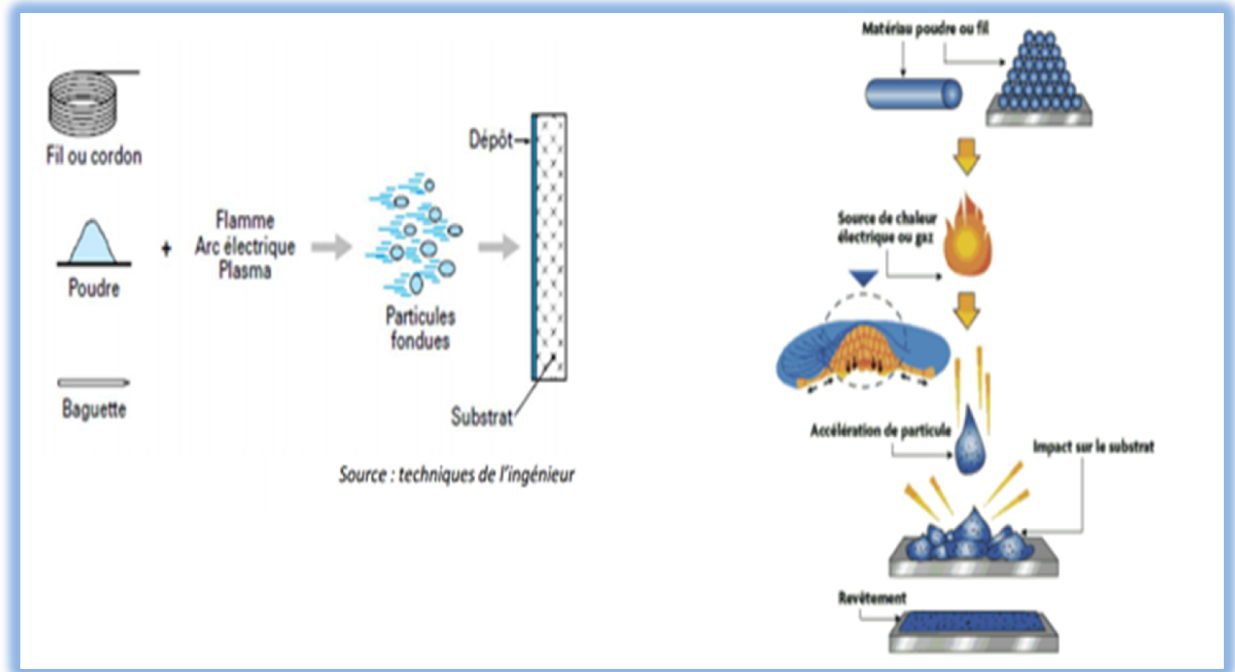 Fil ou cordon
Poudre
Baguette
+
Flamme
Arc électrique
Plasma
Particules
fondues
Dépôt
Substrat
Source : techniques de l'ingénieur
Matériau poudre ou fil
Source de chaleur
électrique ou gaz
Accélération de particule
Impact sur le substrat
Revêtement